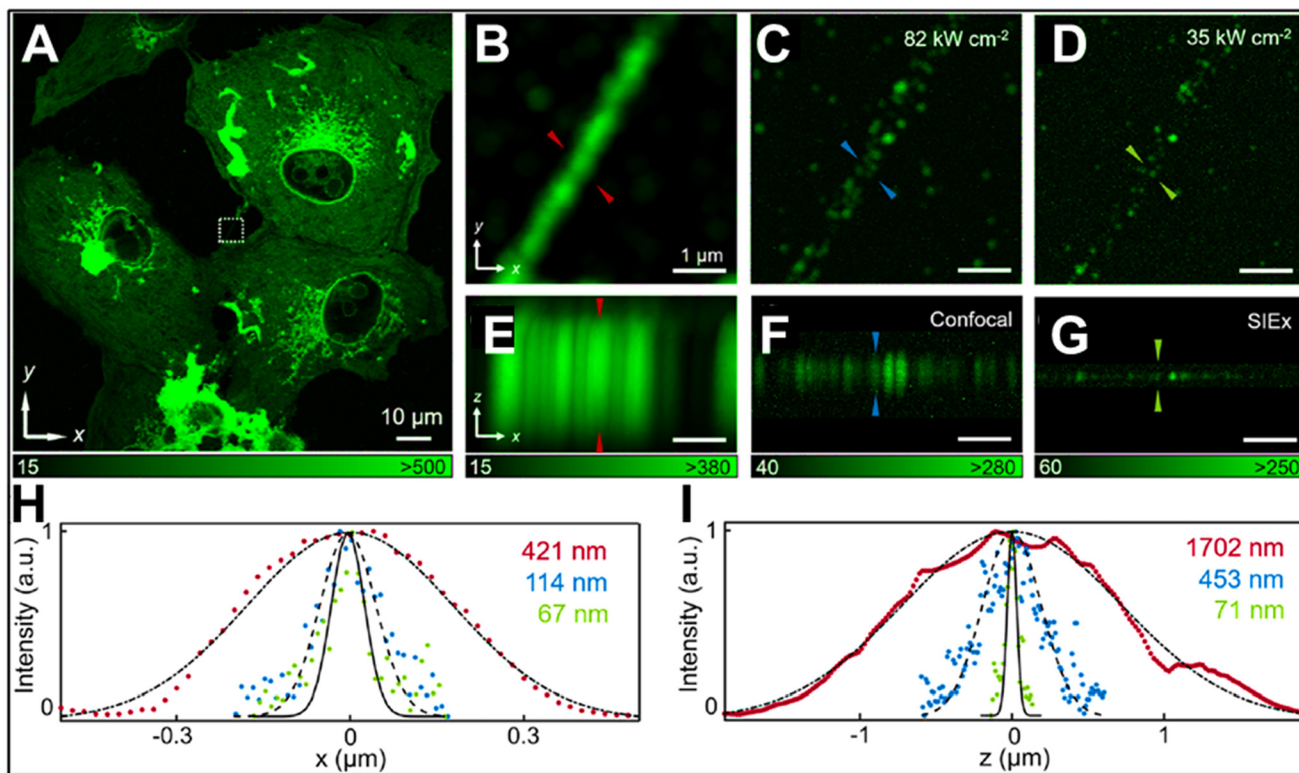 A
B
C
82 kW cm⁻²
D
35 kW cm⁻²
y
x
1 μm
y
x
10 μm
E
F
Confocal
G
SIEx
z
x
15 >500
15 >380
40 >280
60 >250
H
1
421 nm
114 nm
67 nm
Intensity (a.u.)
0
-0.3 0 0.3
x (μm)
I
1
1702 nm
453 nm
71 nm
Intensity (a.u.)
0
-1 0 1
z (μm)